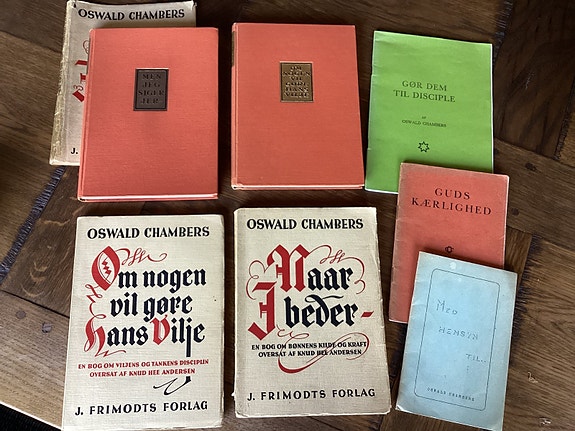 OSWALD CHAMBERS
J.
MEN
JEG
SIGER
JER
OM
NOGEN
VIL
GØRE
HANS
VILJE
GØR DEM
TIL DISCIPLE
AF
OSWALD CHAMBERS
GUDS
KÆRLIGHED
OSWALD CHAMBERS
Om nogen
vil gøre
Hans Vilje
EN BOG OM VILJENS OG TANKENS DISCIPLIN
OVERSAT AF KNUD HEE ANDERSEN
J. FRIMODTS FORLAG
OSWALD CHAMBERS
Naar
I beder-
EN BOG OM BØNNENS KILDE OG KRAFT
OVERSAT AF KNUD HEE ANDERSEN
J. FRIMODTS FORLAG
MED
HENSYN
TIL
OSWALD CHAMBERS